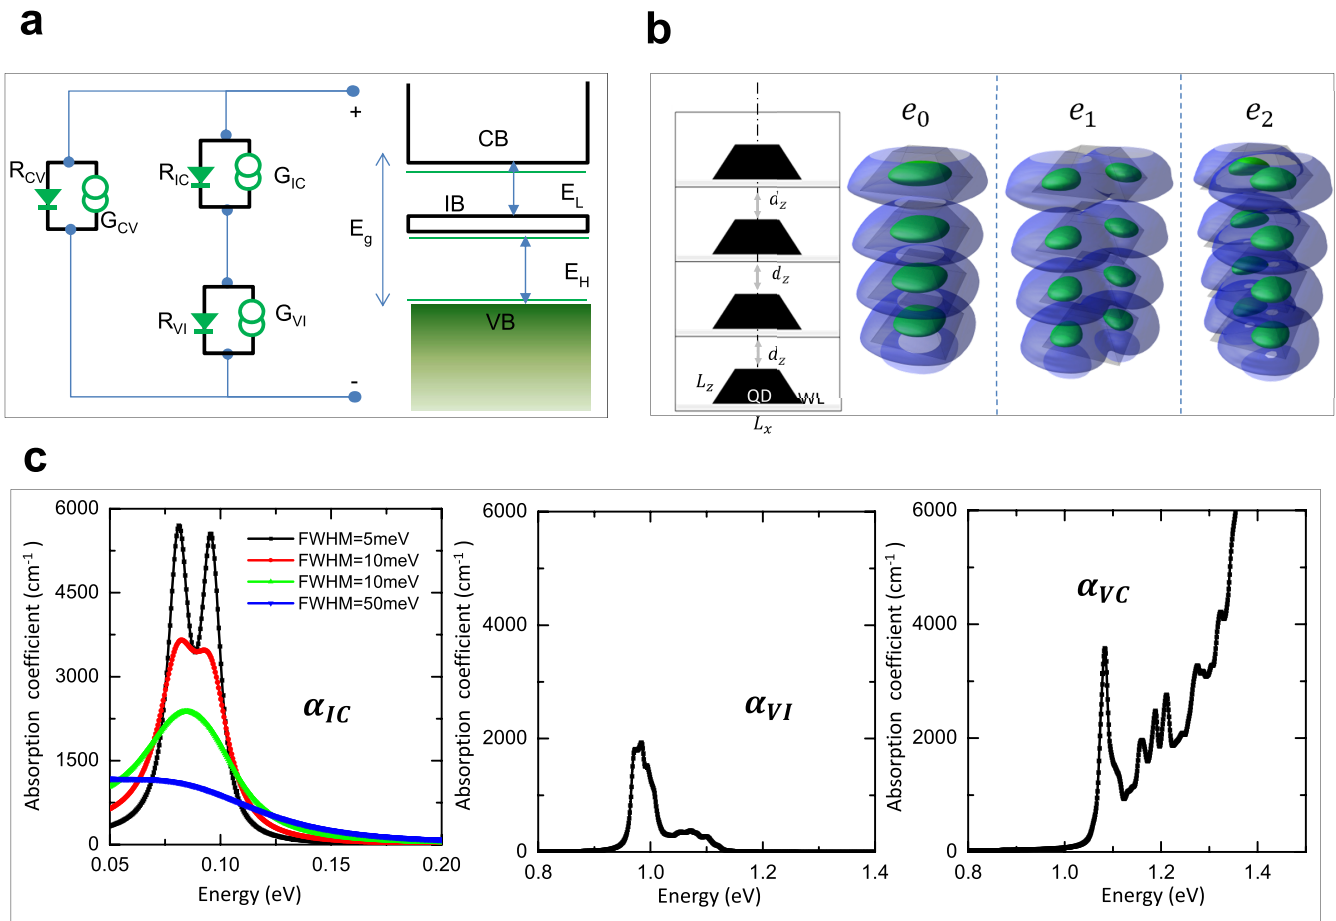 a
R_CV
G_CV
R_IC
G_IC
R_VI
G_VI
+
-
CB
IB
VB
E_g
E_L
E_H
b
d_z
d_z
d_z
L_z
QD
WL
L_x
e_0
e_1
e_2
c
Absorption coefficient (cm⁻¹)
6000
4500
3000
1500
0
0.05
0.10
0.15
0.20
Energy (eV)
FWHM=5meV
FWHM=10meV
FWHM=10meV
FWHM=50meV
α_IC
Absorption coefficient (cm⁻¹)
6000
4000
2000
0
0.8
1.0
1.2
1.4
Energy (eV)
α_VI
Absorption coefficient (cm⁻¹)
6000
4000
2000
0
0.8
1.0
1.2
1.4
Energy (eV)
α_VC